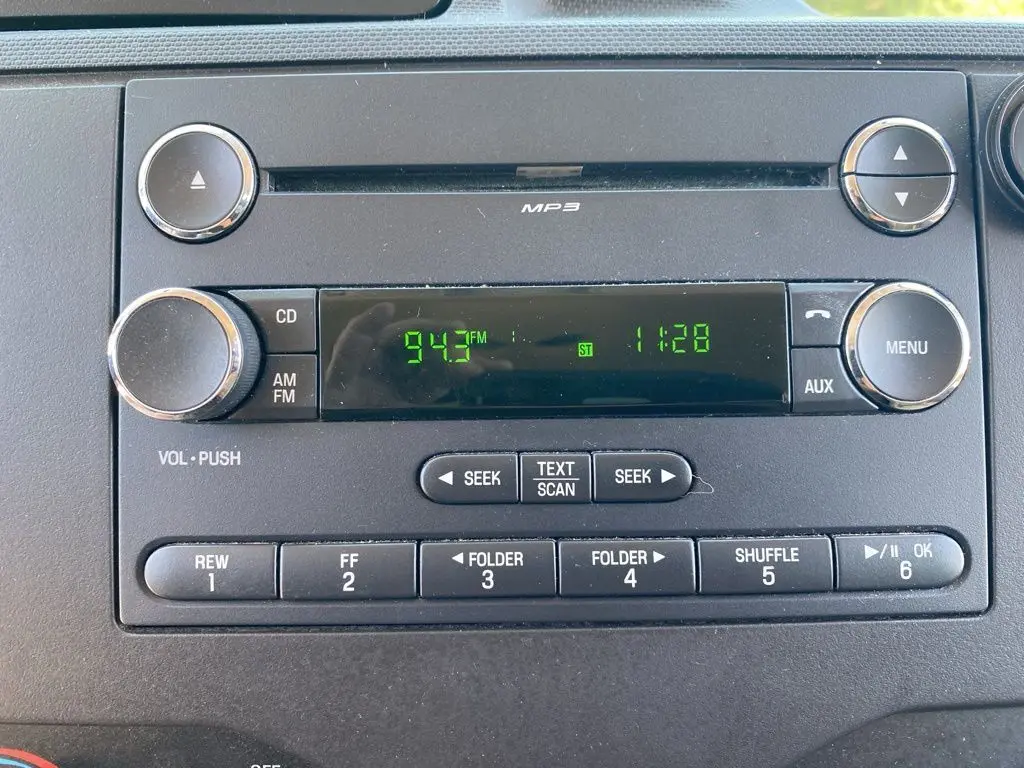 MP3
CD
94.3 FM ST 11:28
MENU
AM
FM
AUX
VOL • PUSH
◄ SEEK
TEXT
SCAN
SEEK ►
REW
1
FF
2
◄ FOLDER
3
FOLDER ►
4
SHUFFLE
5
►/II OK
6
OFF